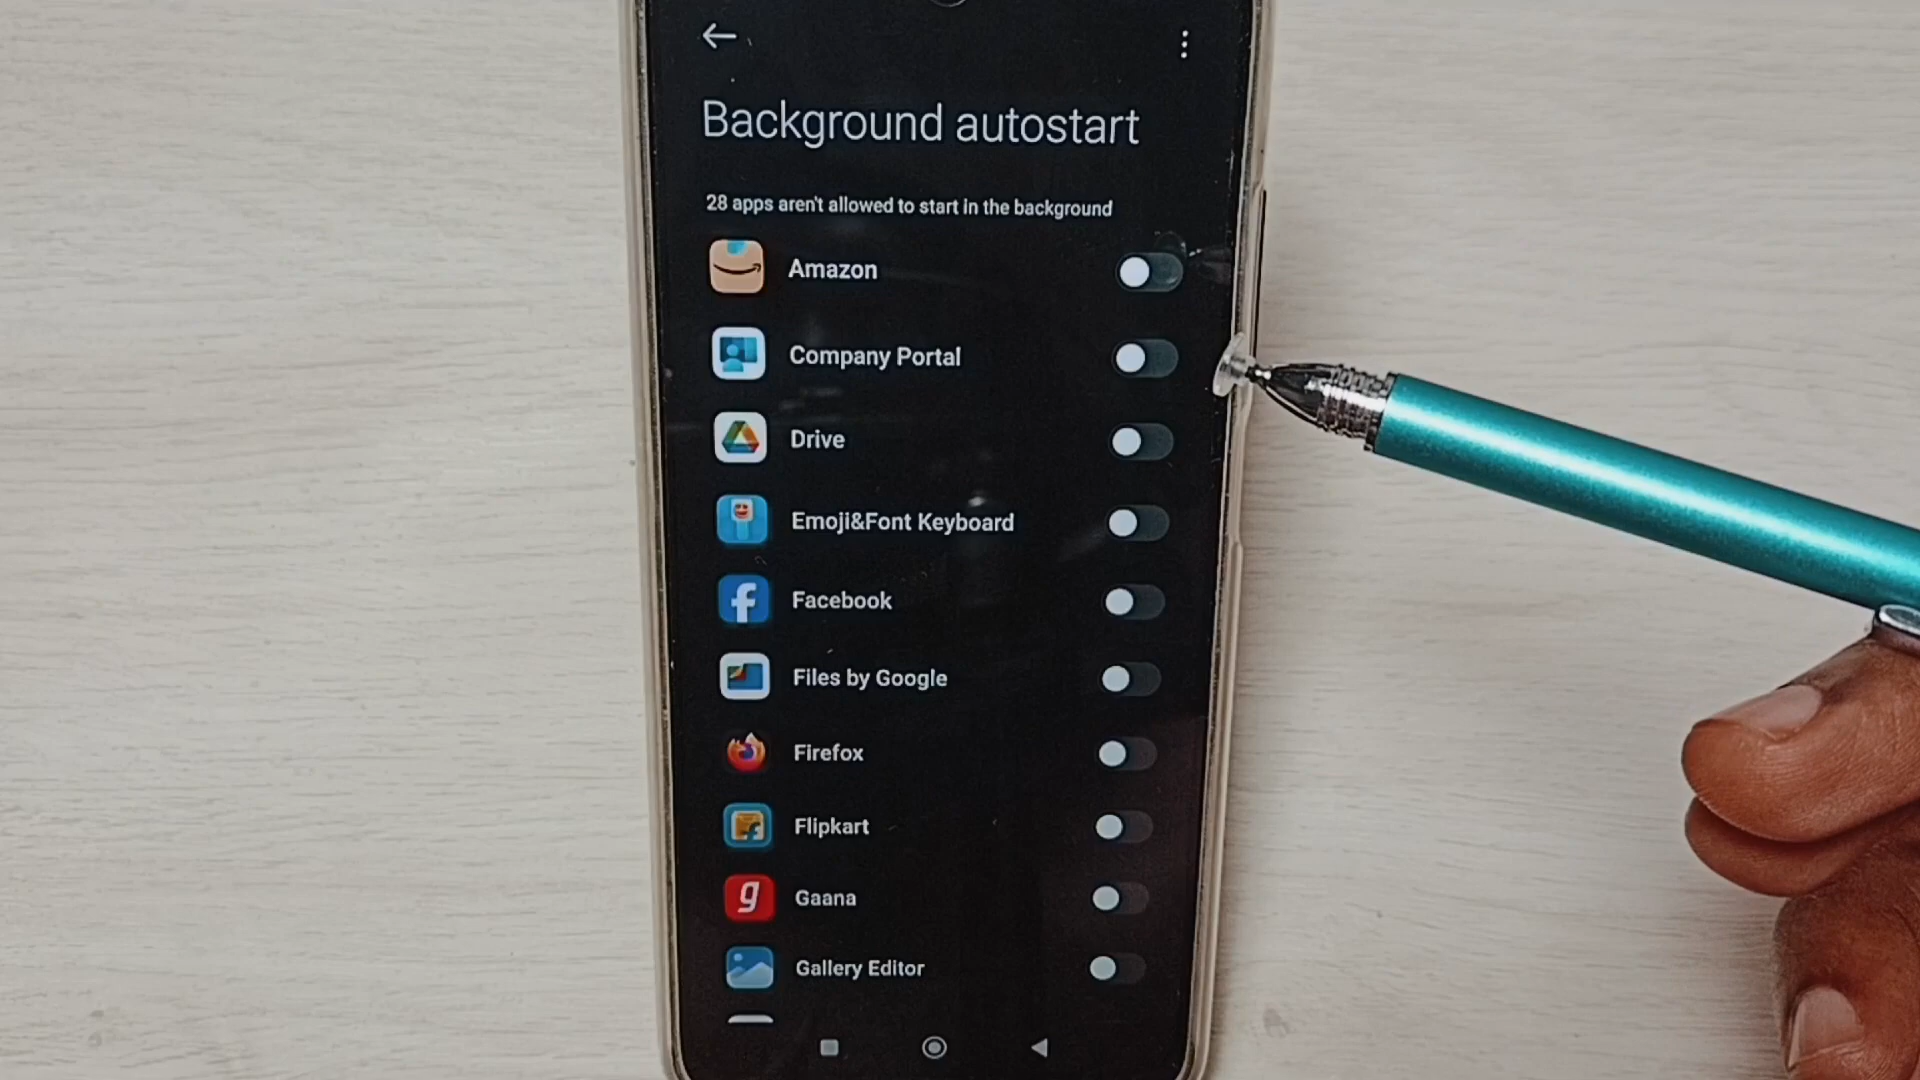 Background autostart
28 apps aren't allowed to start in the background
Amazon
Company Portal
Drive
Emoji&Font Keyboard
Facebook
Files by Google
Firefox
Flipkart
Gaana
Gallery Editor